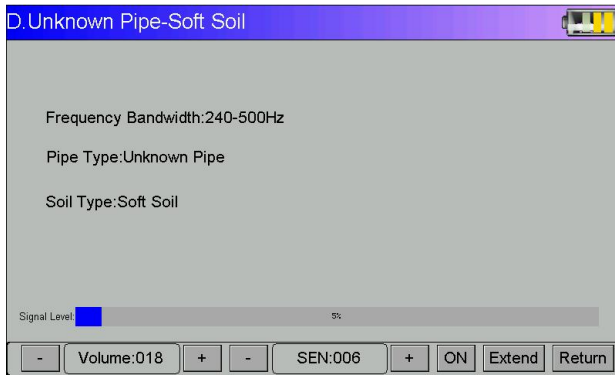 D.Unknown Pipe-Soft Soil
Frequency Bandwidth:240-500Hz
Pipe Type:Unknown Pipe
Soil Type:Soft Soil
Signal Level: 5%
- Volume:018 + - SEN:006 + ON Extend Return